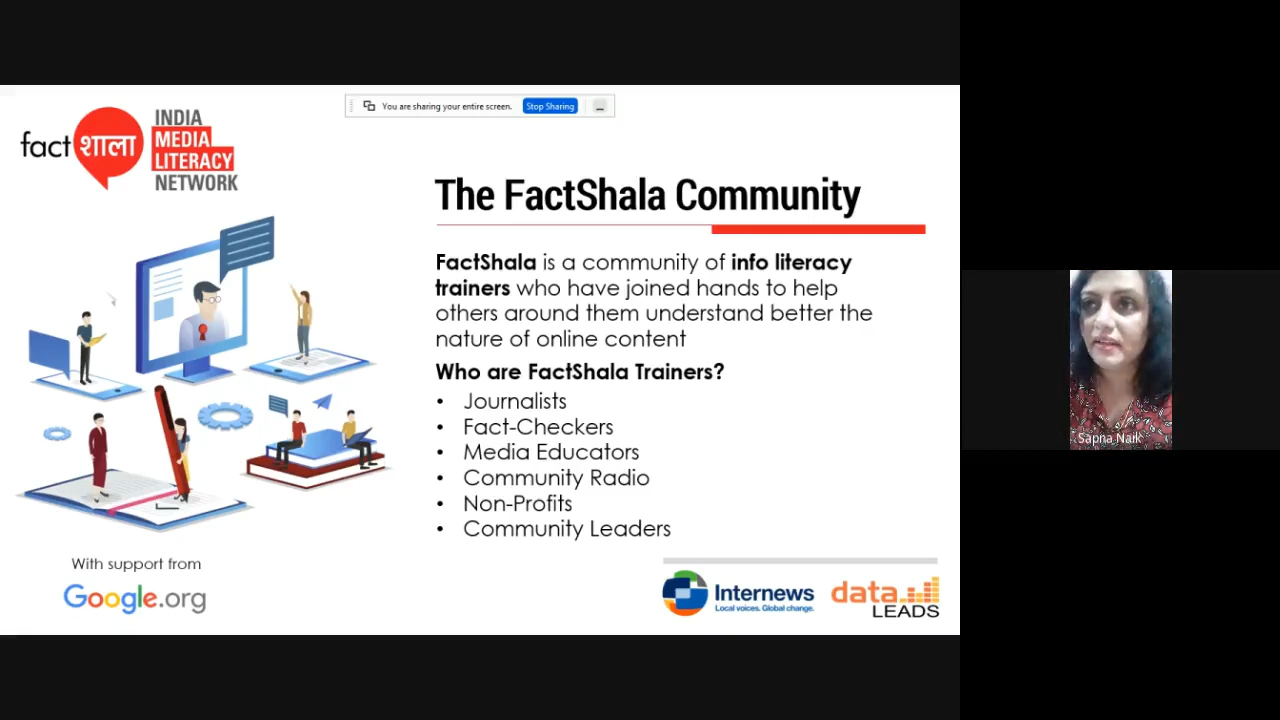 You are sharing your entire screen. Stop Sharing
fact शाला
INDIA
MEDIA
LITERACY
NETWORK
The FactShala Community
FactShala is a community of info literacy
trainers who have joined hands to help
others around them understand better the
nature of online content
Who are FactShala Trainers?
• Journalists
• Fact-Checkers
• Media Educators
• Community Radio
• Non-Profits
• Community Leaders
With support from
Google.org
Internews
Local voices. Global change.
data
LEADS
Sapna Naik